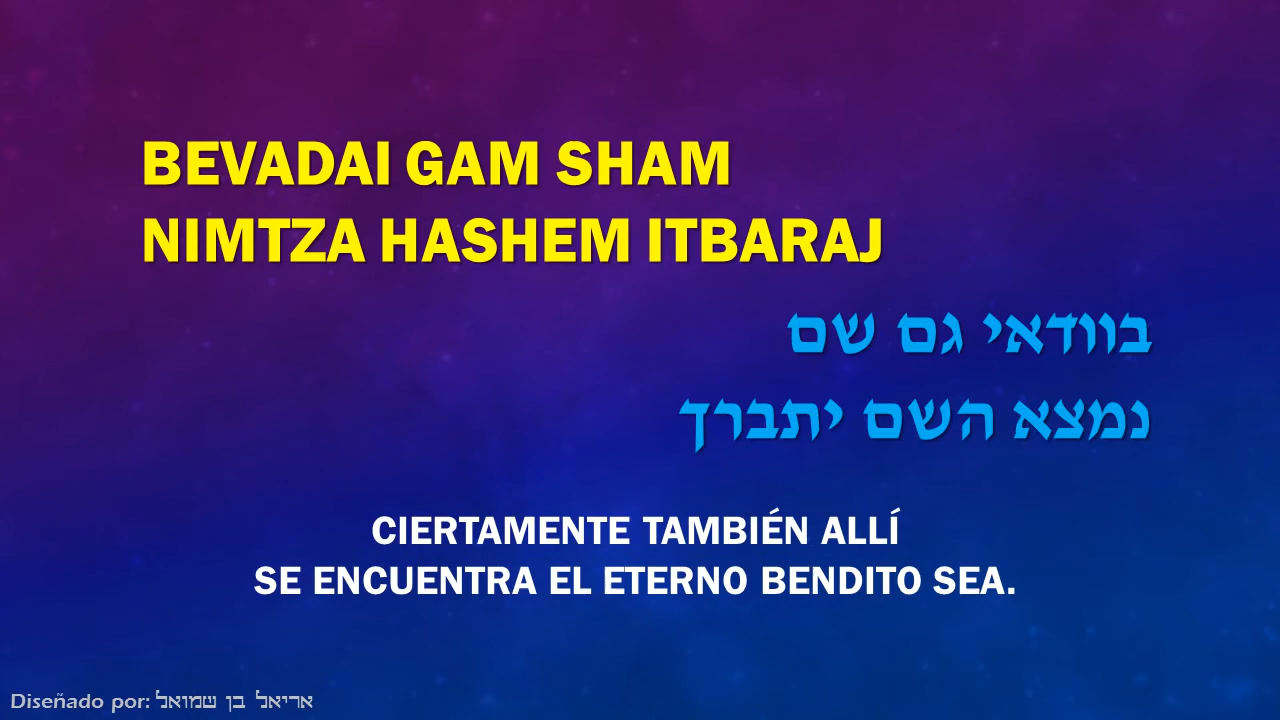 BEVADAI GAM SHAM
NIMTZA HASHEM ITBARAJ
בוודאי גם שם
נמצא השם יתברך
CIERTAMENTE TAMBIÉN ALLÍ
SE ENCUENTRA EL ETERNO BENDITO SEA.
Diseñado por: אריאל בן שמואל